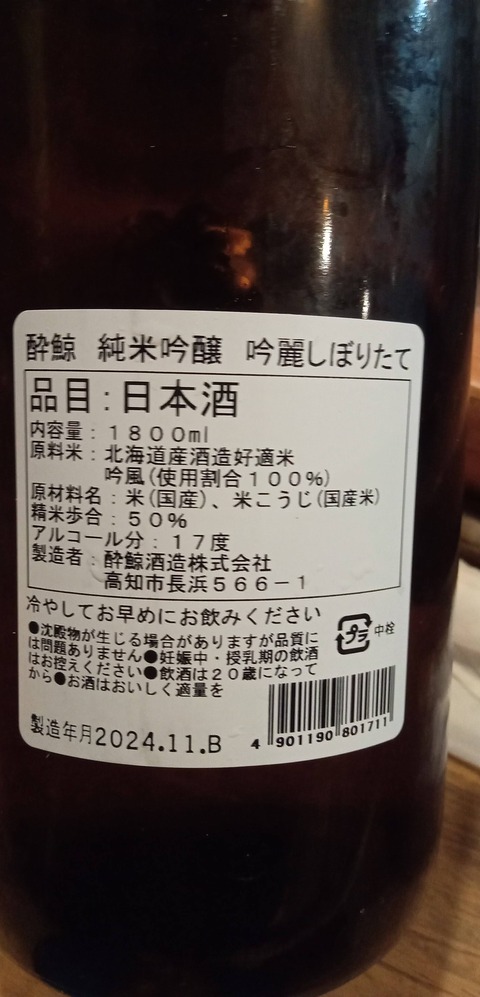 酔鯨 純米吟醸 吟麗しぼりたて
品目：日本酒
内容量：１８００ml
原料米：北海道産酒造好適米
吟風(使用割合１００%)
原材料名：米(国産)、米こうじ(国産米)
精米歩合：５０%
アルコール分：１７度
製造者：酔鯨酒造株式会社
高知市長浜５６６－１
冷やしてお早めにお飲みください
●沈殿物が生じる場合がありますが品質に
は問題ありません●妊娠中・授乳期の飲酒
はお控えください●飲酒は２０歳になって
から●お酒はおいしく適量を
プラ 中栓
製造年月2024.11.B
4 901190 801711